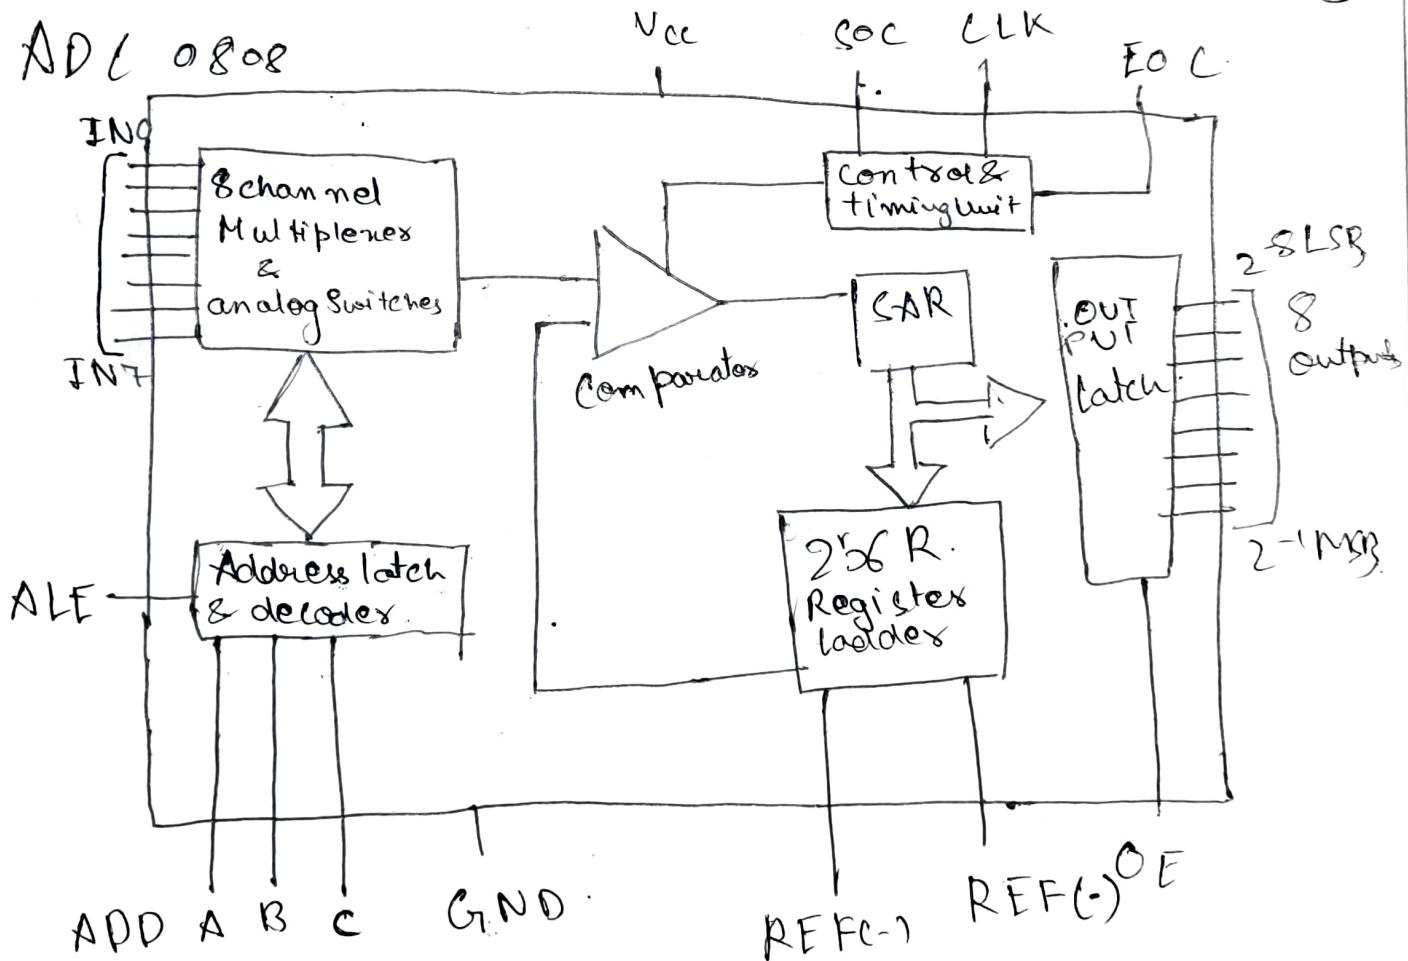 ADC 0808
Vcc
SOC
CLK
EOC
IN0
8 channel
Multiplexer
&
analog Switches
IN7
control &
timing Unit
2-8 LSB
8
outputs
SAR
OUT
PUT
latch
Comparator
2-1 MSB
256 R.
Register
ladder
Address latch
& decoder.
ALE
ADD A B C
GND.
REF(-)
REF(-)
OE